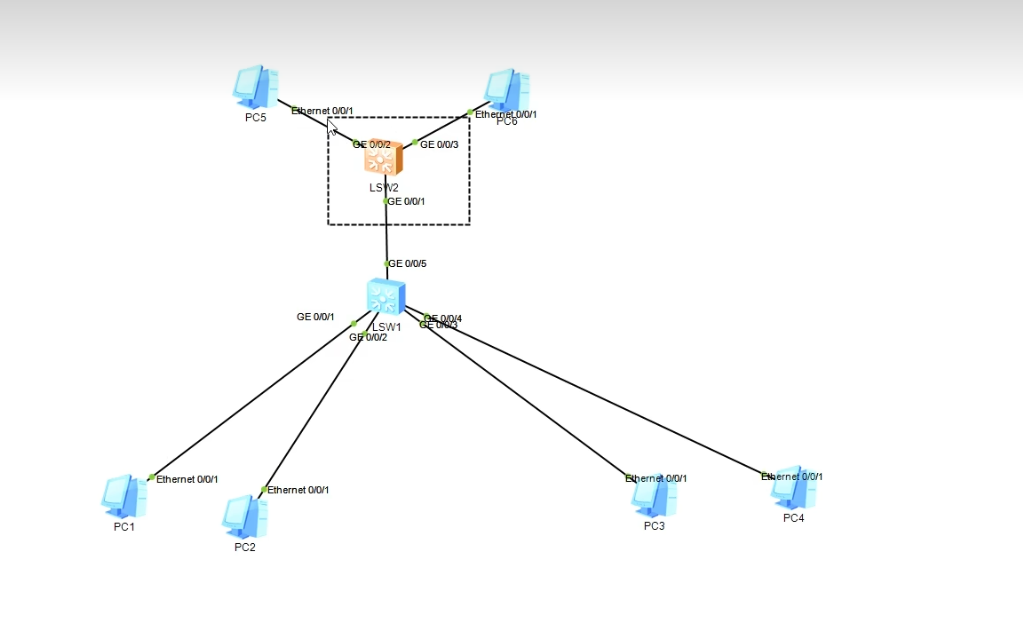 Ethernet 0/0/1
PC5
Ethernet 0/0/1
PC6
GE 0/0/2
GE 0/0/3
LSW2
GE 0/0/1
GE 0/0/5
GE 0/0/1
GE 0/0/4
GE 0/0/3
LSW1
GE 0/0/2
Ethernet 0/0/1
Ethernet 0/0/1
Ethernet 0/0/1
Ethernet 0/0/1
PC1
PC2
PC3
PC4